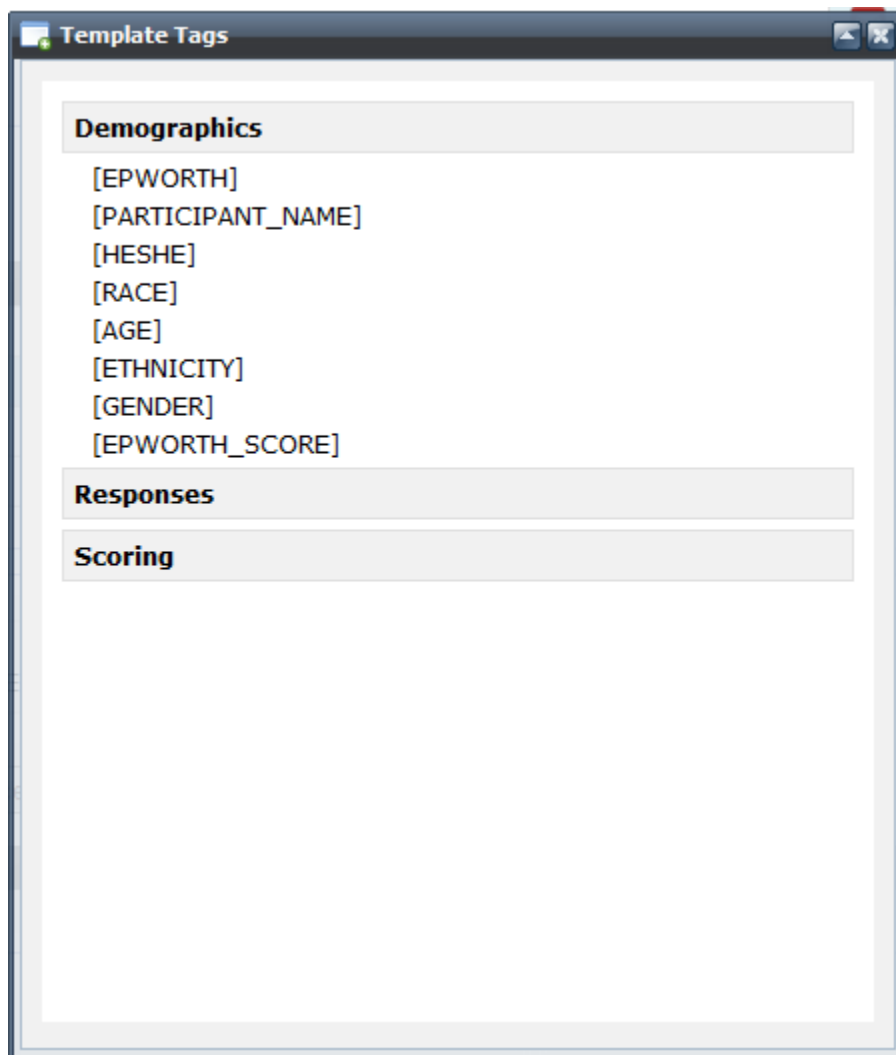 Template Tags
Demographics
[EPWORTH]
[PARTICIPANT_NAME]
[HESHE]
[RACE]
[AGE]
[ETHNICITY]
[GENDER]
[EPWORTH_SCORE]
Responses
Scoring